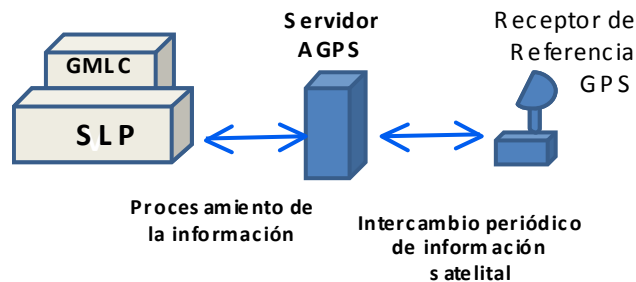 GMLC
SLP
Servidor
AGPS
Receptor de
Referencia
GPS
Procesamiento de
la información
Intercambio periódico
de información
satelital